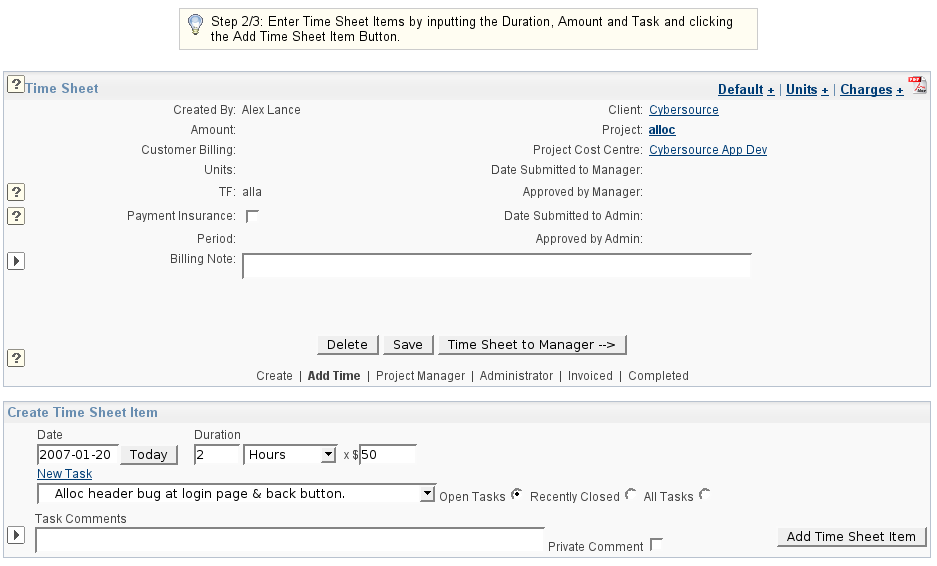 Step 2/3: Enter Time Sheet Items by inputting the Duration, Amount and Task and clicking
the Add Time Sheet Item Button.
? Time Sheet Default + | Units + | Charges + PDF
Created By: Alex Lance Client: Cybersource
Amount: Project: alloc
Customer Billing: Project Cost Centre: Cybersource App Dev
Units: Date Submitted to Manager:
? TF: alla Approved by Manager:
? Payment Insurance: Date Submitted to Admin:
Period: Approved by Admin:
Billing Note:
Delete Save Time Sheet to Manager -->
?
Create | Add Time | Project Manager | Administrator | Invoiced | Completed
Create Time Sheet Item
Date Duration
2007-01-20 Today 2 Hours x $ 50
New Task
Alloc header bug at login page & back button. Open Tasks Recently Closed All Tasks
Task Comments
Private Comment Add Time Sheet Item